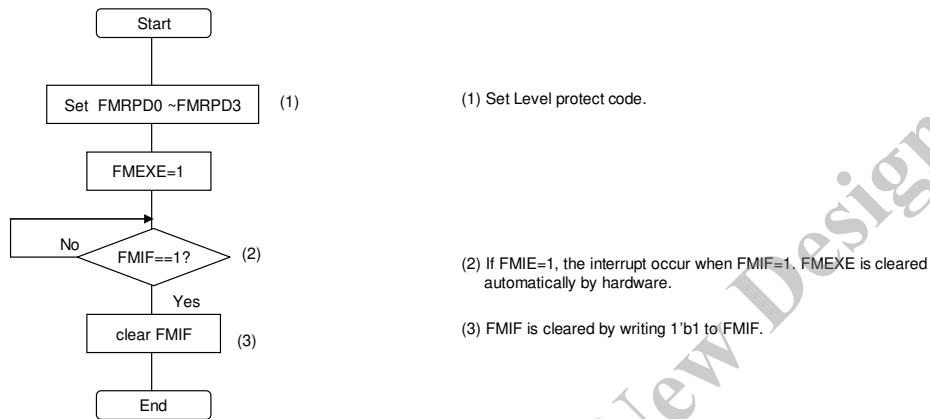 Start
Set FMRPD0 ~FMRPD3
(1)
(1) Set Level protect code.
FMEXE=1
No
FMIF==1?
(2)
(2) If FMIE=1, the interrupt occur when FMIF=1. FMEXE is cleared
automatically by hardware.
Yes
clear FMIF
(3)
(3) FMIF is cleared by writing 1'b1 to FMIF.
End
New Design